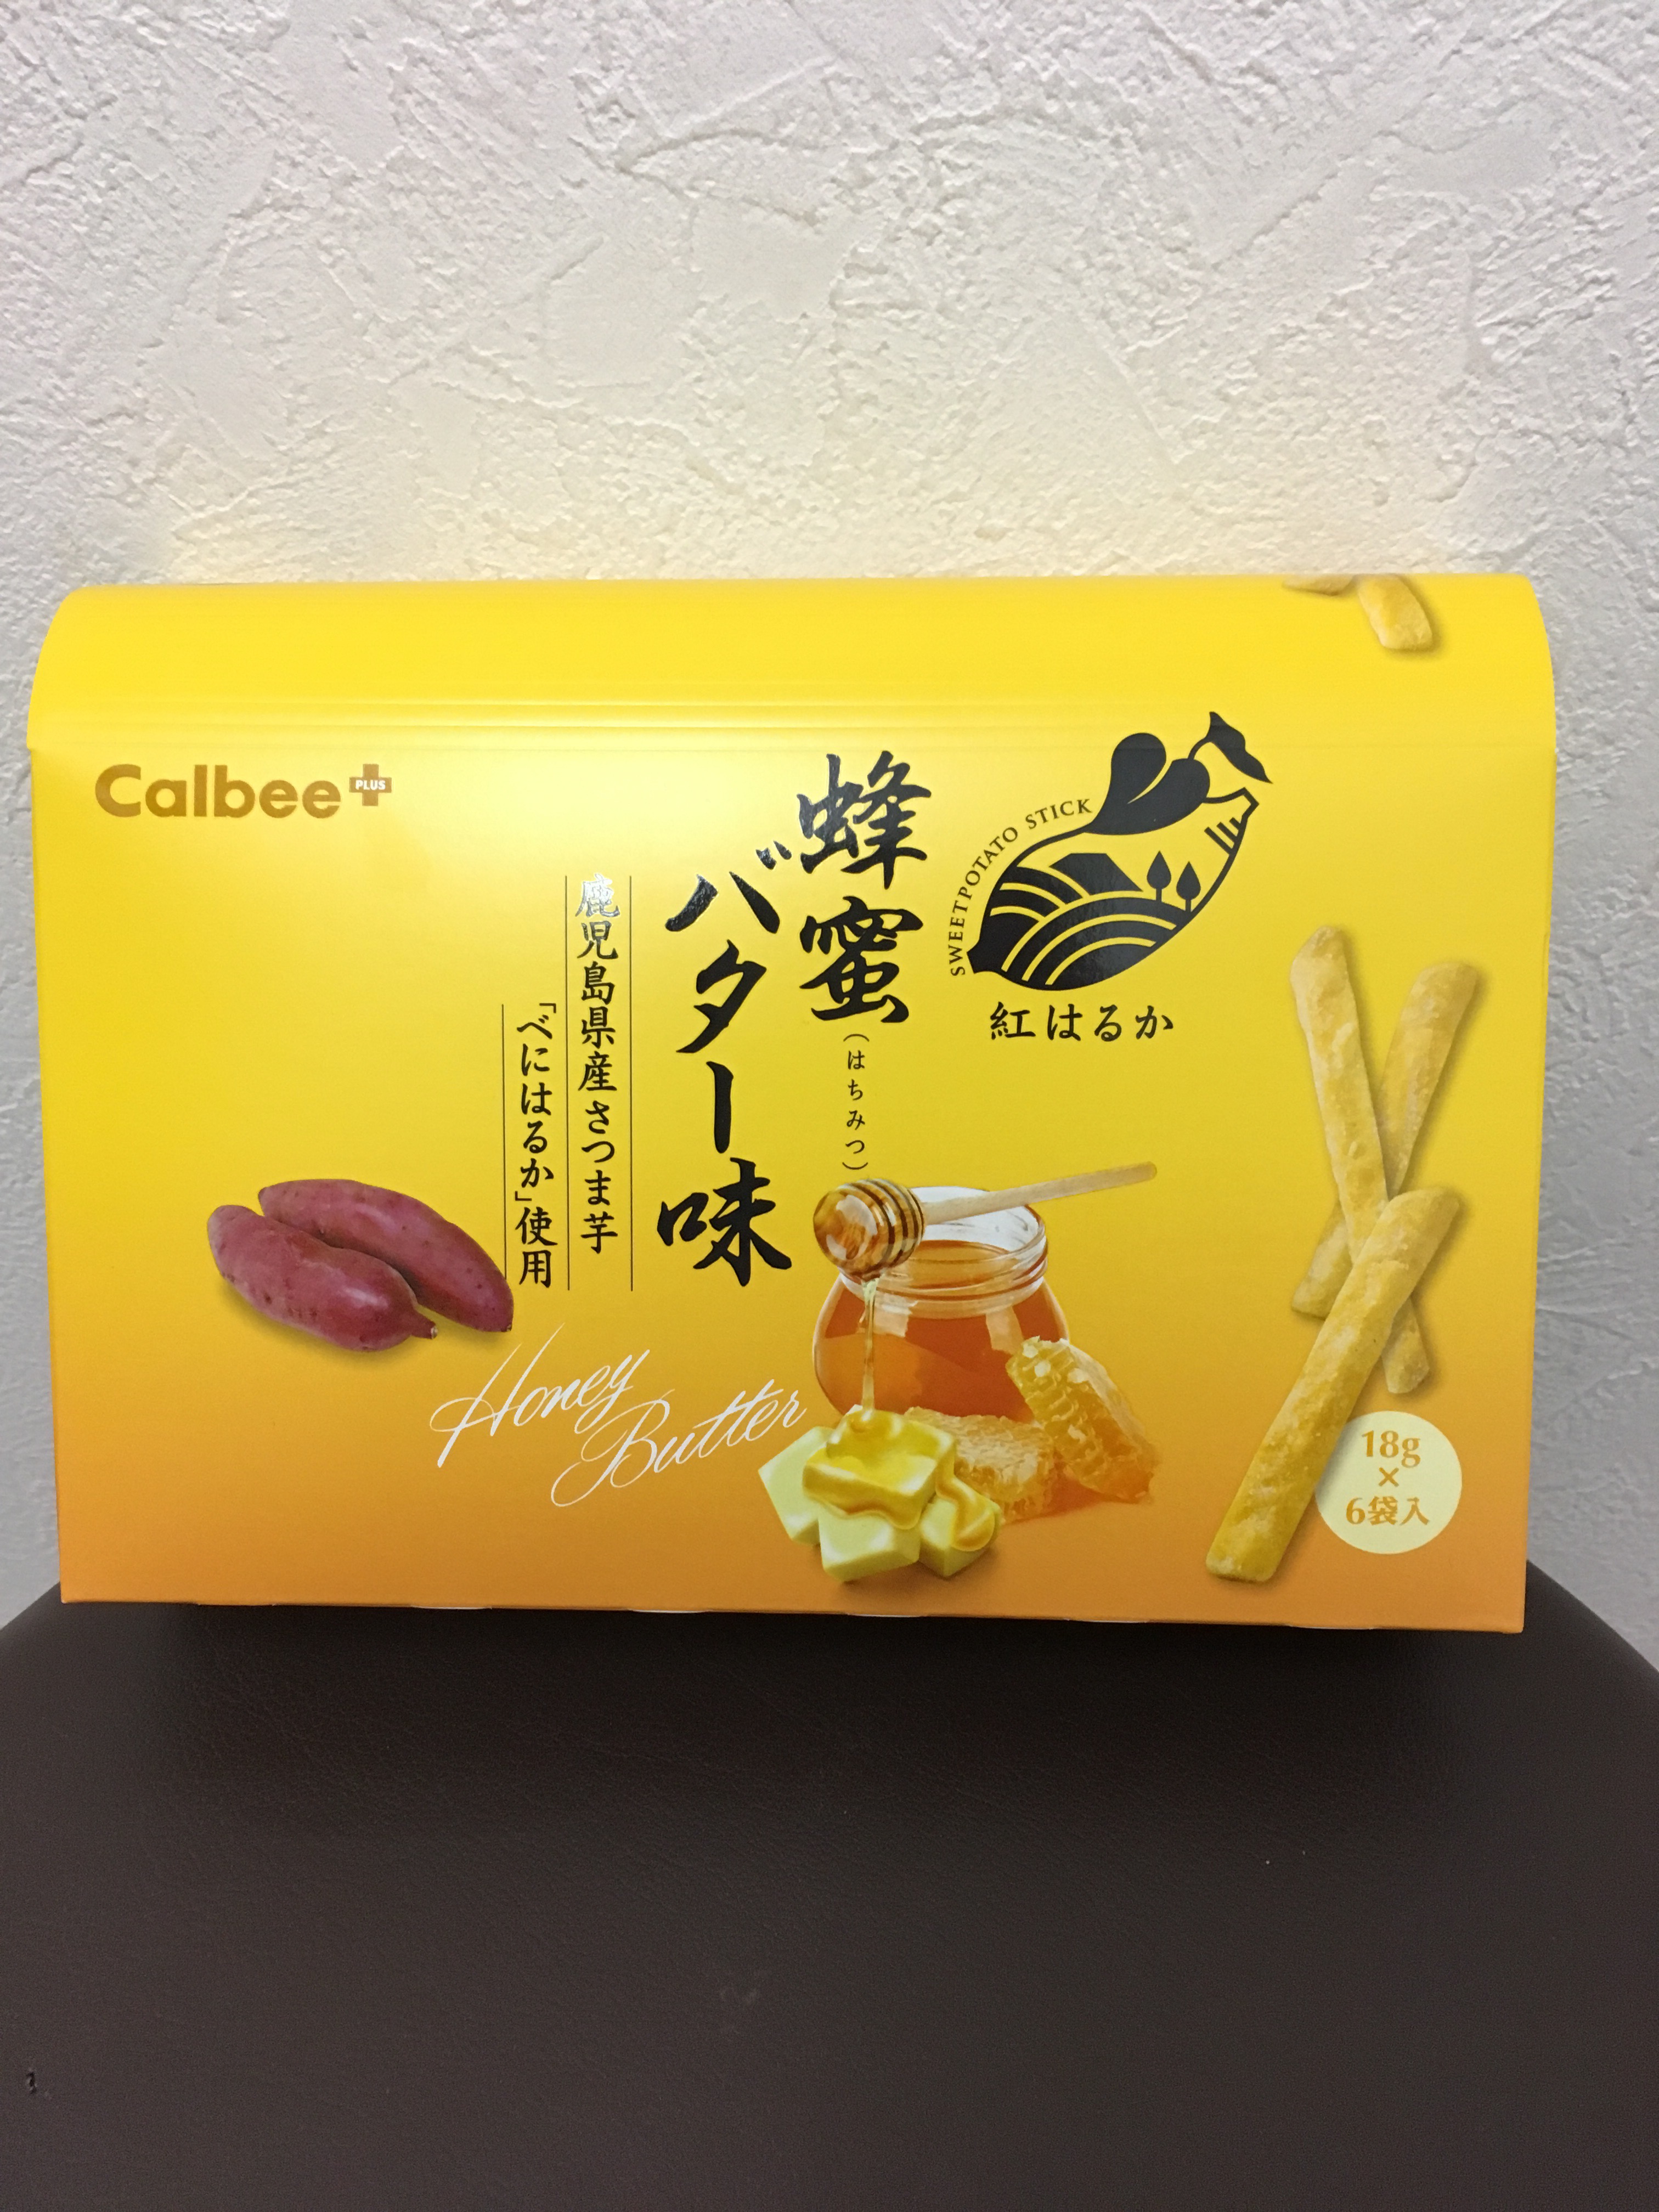 Calbee+ PLUS
SWEETPOTATO STICK
紅はるか
蜂蜜(はちみつ)
バター味
鹿児島県産さつま芋
「べにはるか」使用
Honey
Butter
18g
×
6袋入